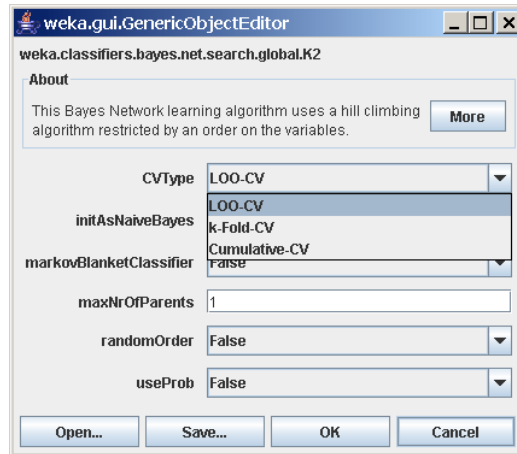 weka.gui.GenericObjectEditor
weka.classifiers.bayes.net.search.global.K2
About
This Bayes Network learning algorithm uses a hill climbing
algorithm restricted by an order on the variables.
More
CVType LOO-CV
LOO-CV
initAsNaiveBayes k-Fold-CV
Cumulative-CV
markovBlanketClassifier False
maxNrOfParents 1
randomOrder False
useProb False
Open... Save... OK Cancel